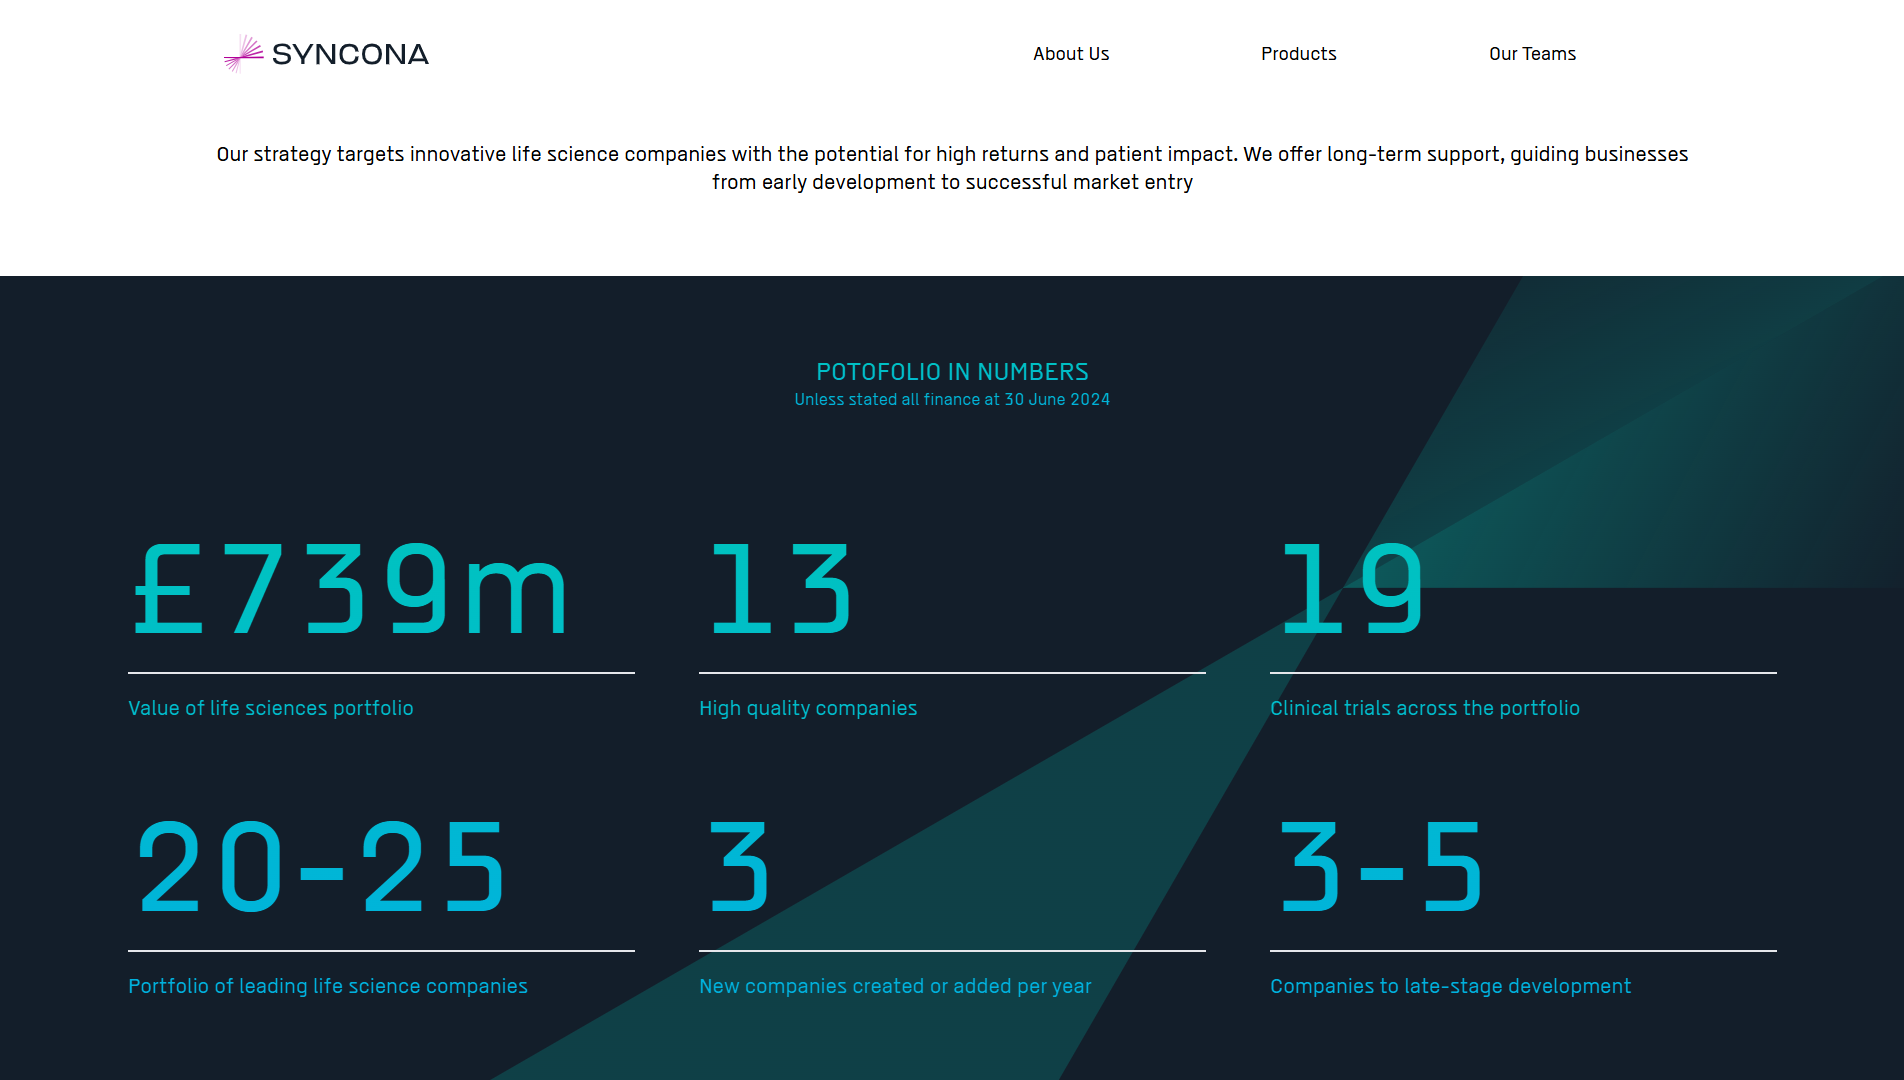 SYNCONA
About Us
Products
Our Teams
Our strategy targets innovative life science companies with the potential for high returns and patient impact. We offer long-term support, guiding businesses
from early development to successful market entry
POTOFOLIO IN NUMBERS
Unless stated all finance at 30 June 2024
£739m
13
19
Value of life sciences portfolio
High quality companies
Clinical trials across the portfolio
20-25
3
3-5
Portfolio of leading life science companies
New companies created or added per year
Companies to late-stage development